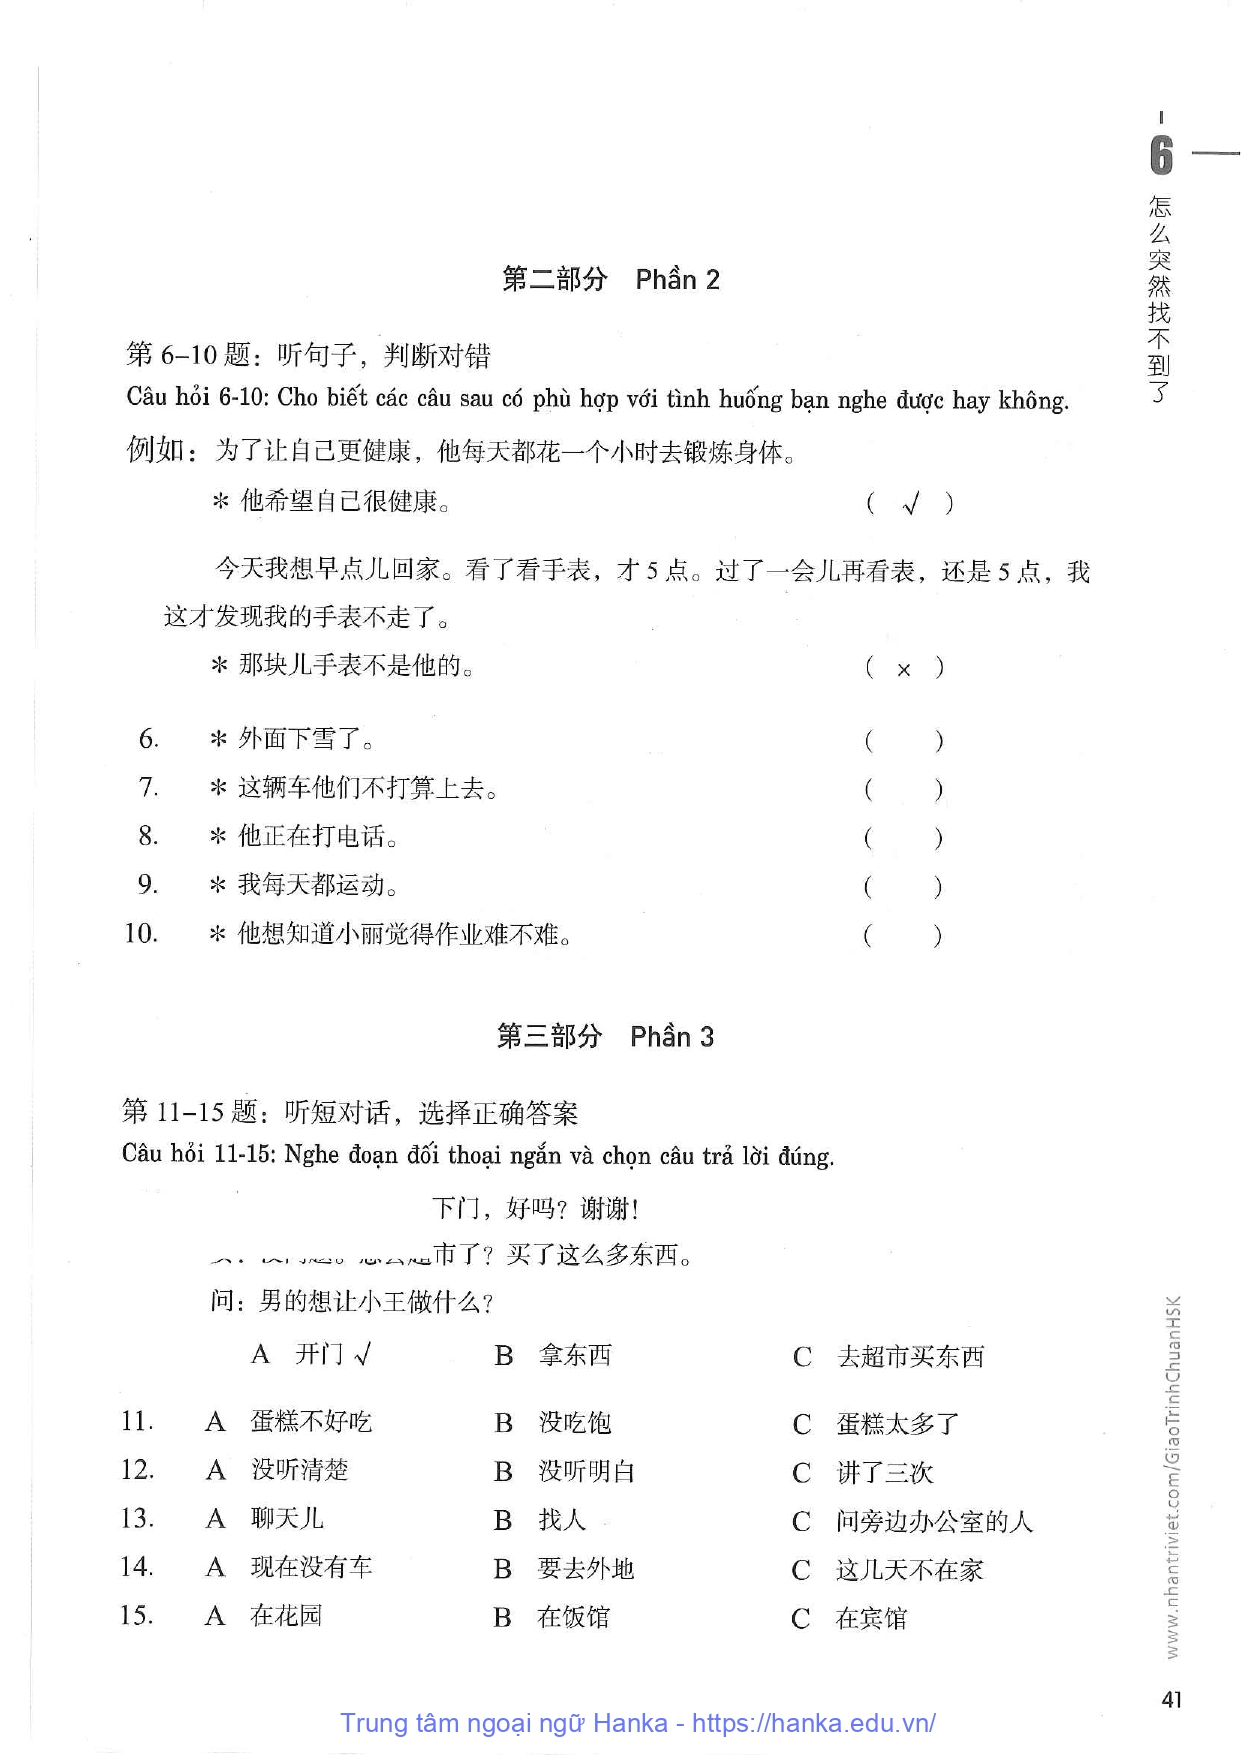 6
怎么突然找不到了
第二部分 Phần 2
第 6–10 题：听句子，判断对错
Câu hỏi 6-10: Cho biết các câu sau có phù hợp với tình huống bạn nghe được hay không.
例如：为了让自己更健康，他每天都花一个小时去锻炼身体。
* 他希望自己很健康。 （ √ ）
今天我想早点儿回家。看了看手表，才 5 点。过了一会儿再看表，还是 5 点，我
这才发现我的手表不走了。
* 那块儿手表不是他的。 （ × ）
6. * 外面下雪了。 （ ）
7. * 这辆车他们不打算上去。 （ ）
8. * 他正在打电话。 （ ）
9. * 我每天都运动。 （ ）
10. * 他想知道小丽觉得作业难不难。 （ ）
第三部分 Phần 3
第 11–15 题：听短对话，选择正确答案
Câu hỏi 11-15: Nghe đoạn đối thoại ngắn và chọn câu trả lời đúng.
下门，好吗？谢谢！
市了？买了这么多东西。
问：男的想让小王做什么？
A 开门 √ B 拿东西 C 去超市买东西
11. A 蛋糕不好吃 B 没吃饱 C 蛋糕太多了
12. A 没听清楚 B 没听明白 C 讲了三次
13. A 聊天儿 B 找人 C 问旁边办公室的人
14. A 现在没有车 B 要去外地 C 这几天不在家
15. A 在花园 B 在饭馆 C 在宾馆
www.nhantriviet.com/GiaoTrinhChuanHSK
41
Trung tâm ngoại ngữ Hanka - https://hanka.edu.vn/